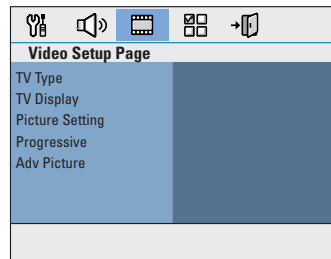 Video Setup Page
TV Type
TV Display
Picture Setting
Progressive
Adv Picture